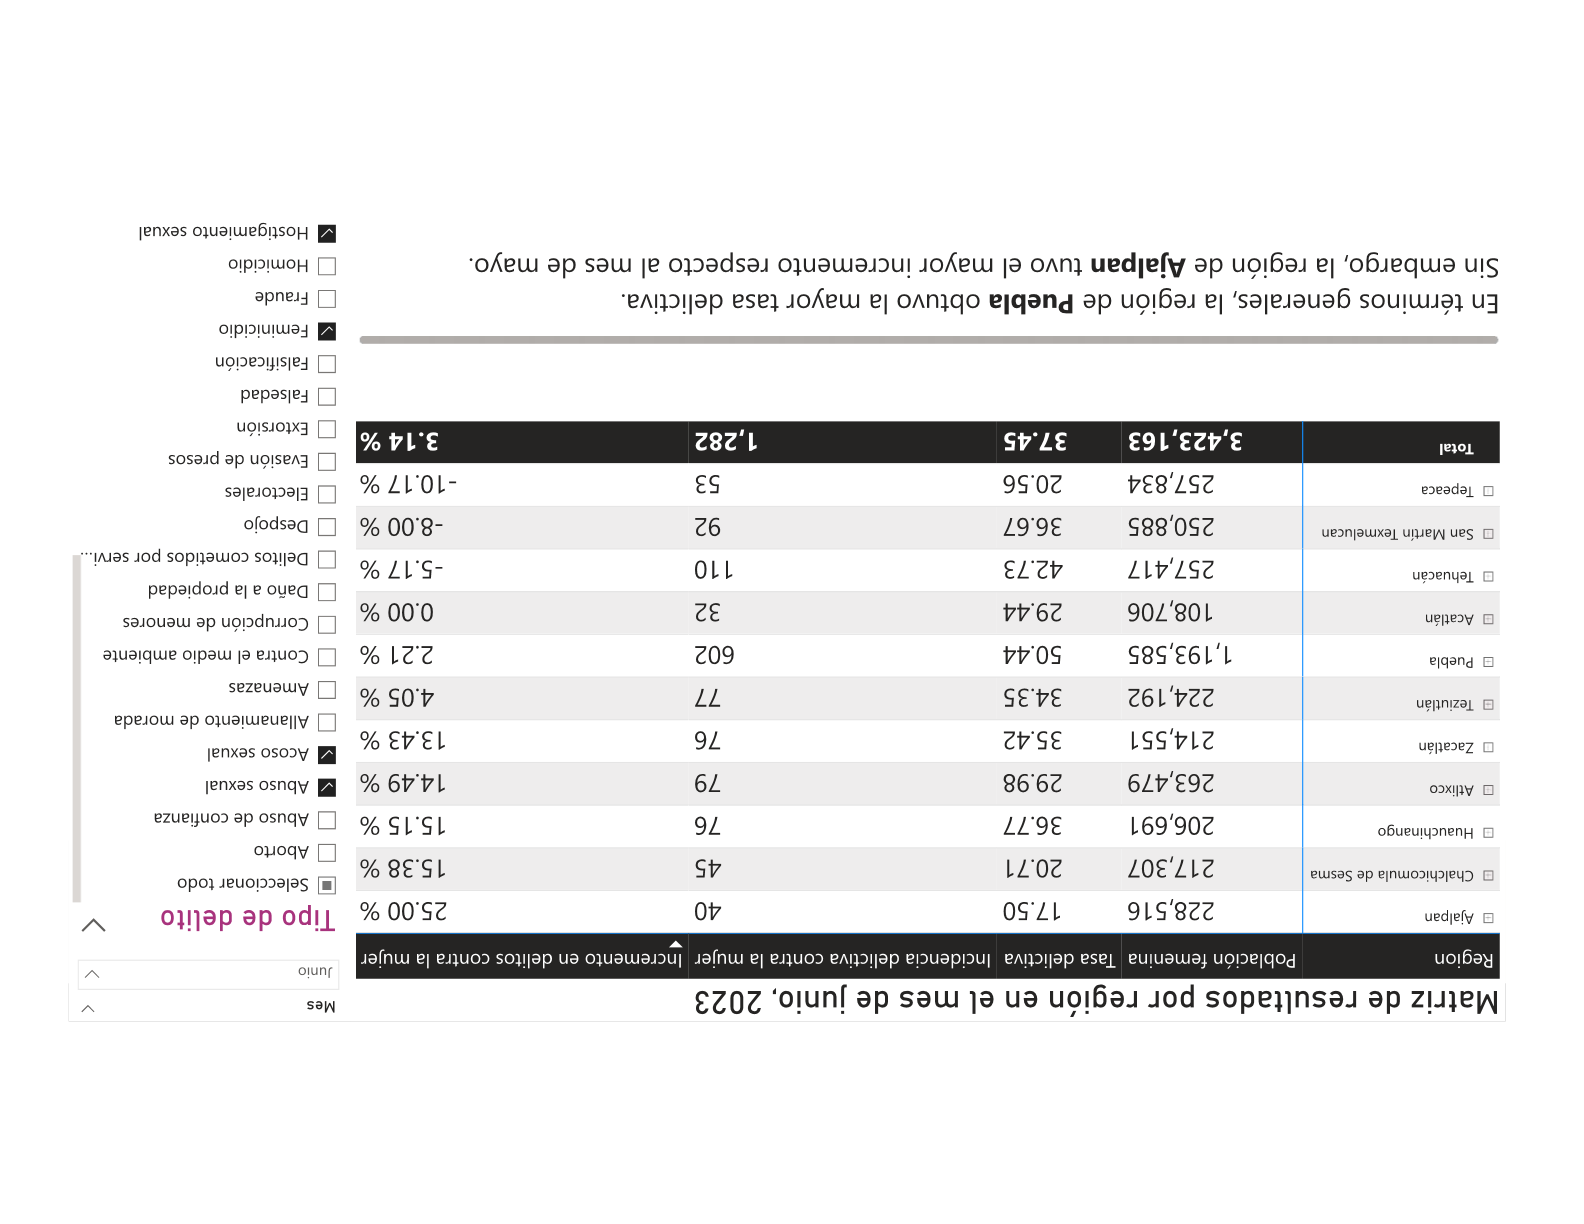 Matriz de resultados por región en el mes de junio, 2023
Region Población femenina Tasa delictiva Incidencia delictiva contra la mujer Incremento en delitos contra la mujer
Ajalpan 228,516 17.50 40 25.00 %
Chalchicomula de Sesma 217,307 20.71 45 15.38 %
Huauchinango 206,691 36.77 76 15.15 %
Atlixco 263,479 29.98 79 14.49 %
Zacatlán 214,551 35.42 76 13.43 %
Teziutlán 224,192 34.35 77 4.05 %
Puebla 1,193,585 50.44 602 2.21 %
Acatlán 108,706 29.44 32 0.00 %
Tehuacán 257,417 42.73 110 -5.17 %
San Martín Texmelucan 250,885 36.67 92 -8.00 %
Tepeaca 257,834 20.56 53 -10.17 %
Total 3,423,163 37.45 1,282 3.14 %
En términos generales, la región de Puebla obtuvo la mayor tasa delictiva.
Sin embargo, la región de Ajalpan tuvo el mayor incremento respecto al mes de mayo.
Mes
Junio
Tipo de delito
Seleccionar todo
Aborto
Abuso de confianza
Abuso sexual
Acoso sexual
Allanamiento de morada
Amenazas
Contra el medio ambiente
Corrupción de menores
Daño a la propiedad
Delitos cometidos por servi...
Despojo
Electorales
Evasión de presos
Extorsión
Falsedad
Falsificación
Feminicidio
Fraude
Homicidio
Hostigamiento sexual